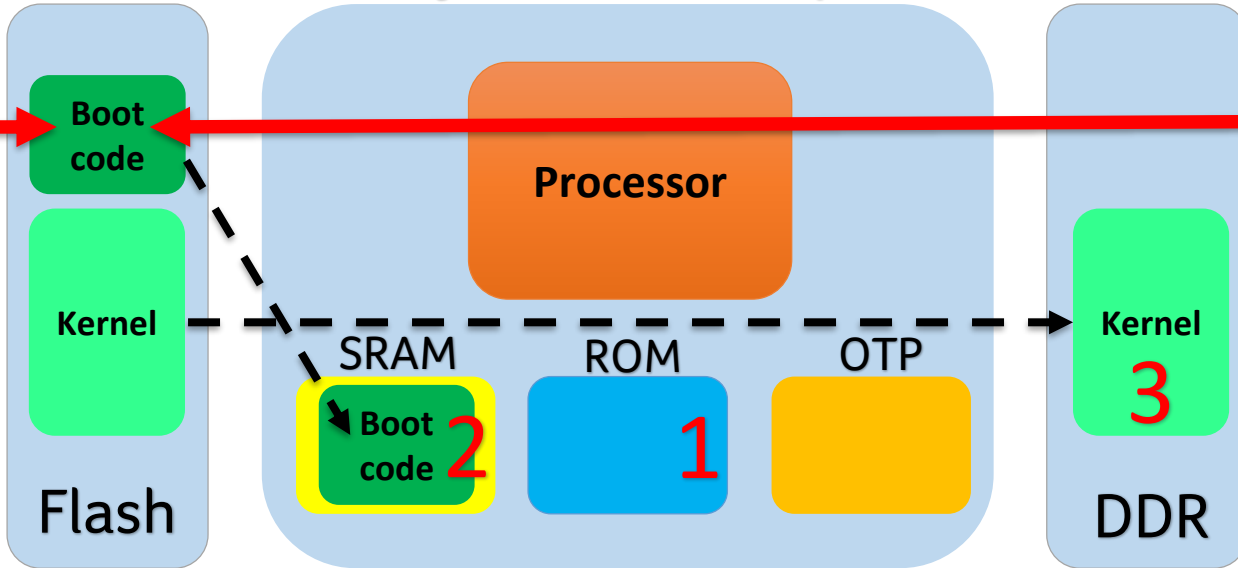 Boot
code
Processor
Kernel
Kernel
3
SRAM
ROM
OTP
Boot
code
2
1
Flash
DDR